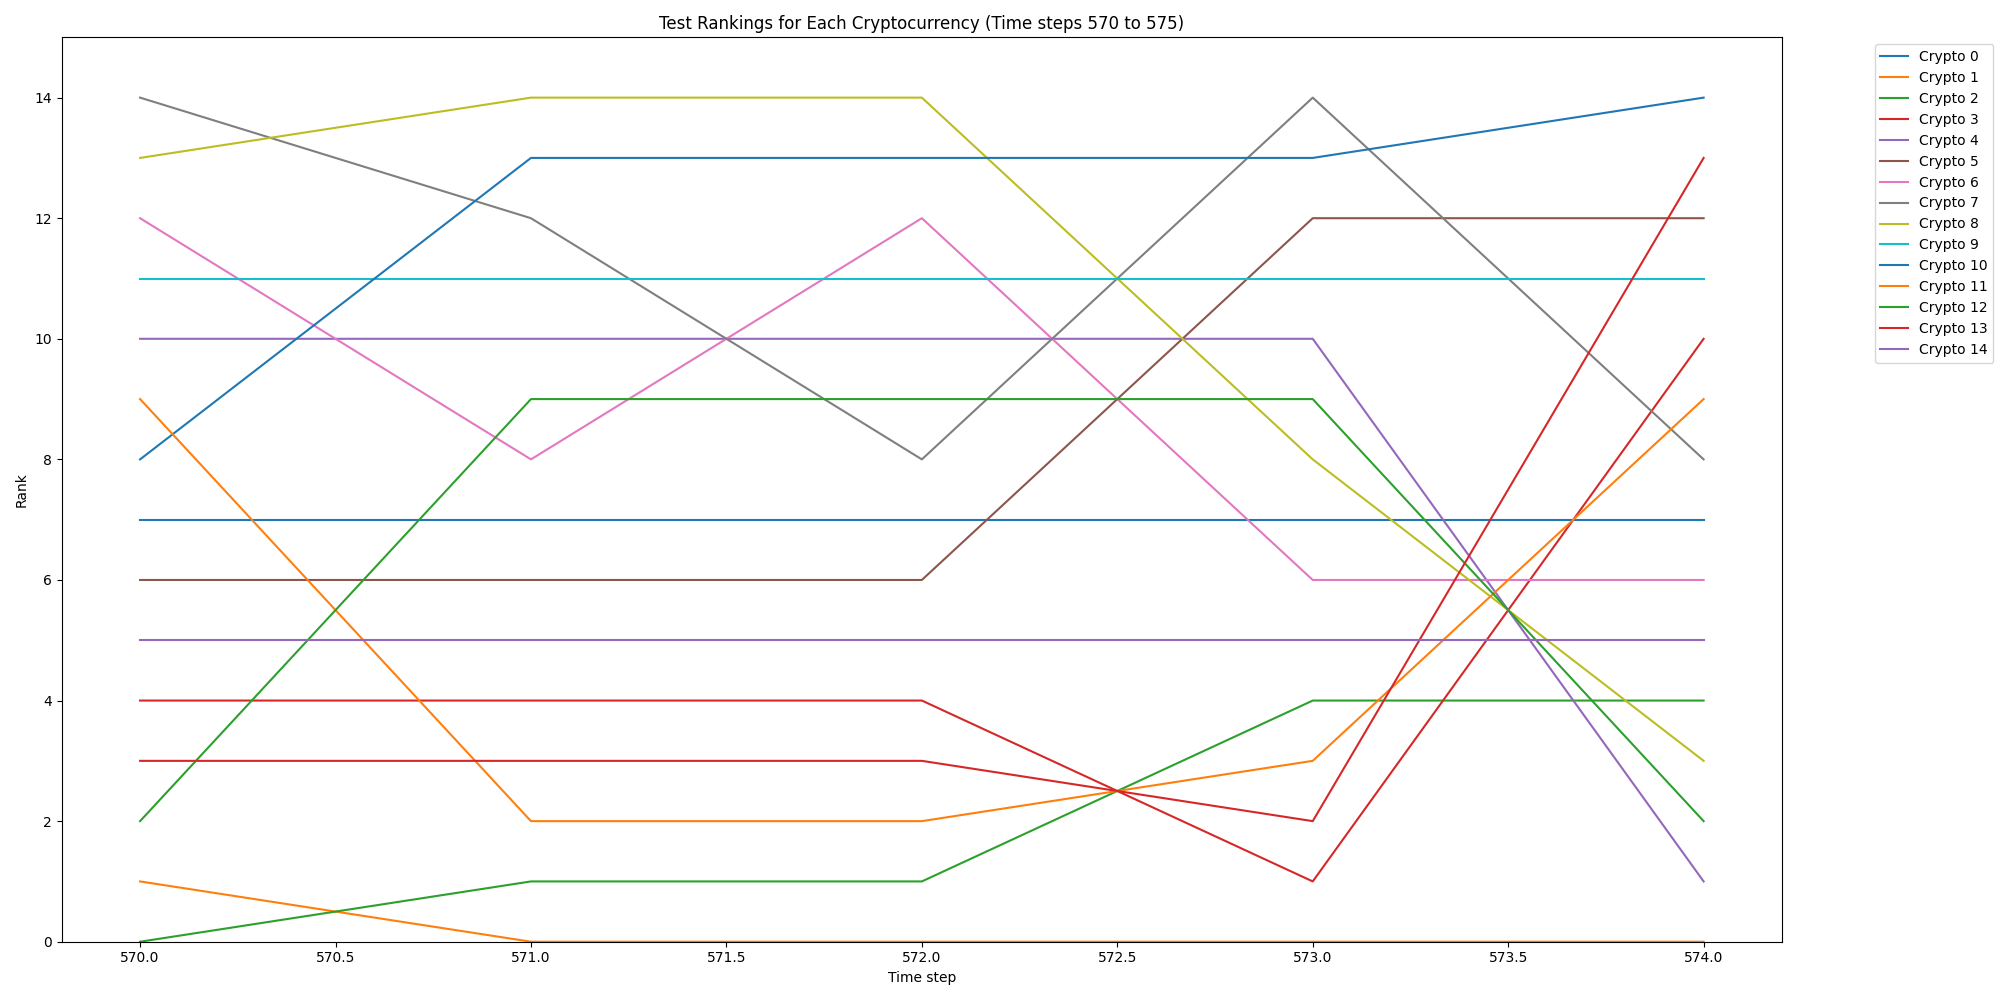 Test Rankings for Each Cryptocurrency (Time steps 570 to 575)
14
12
10
8
6
4
2
0
Rank
570.0
570.5
571.0
571.5
572.0
572.5
573.0
573.5
574.0
Time step
Crypto 0
Crypto 1
Crypto 2
Crypto 3
Crypto 4
Crypto 5
Crypto 6
Crypto 7
Crypto 8
Crypto 9
Crypto 10
Crypto 11
Crypto 12
Crypto 13
Crypto 14